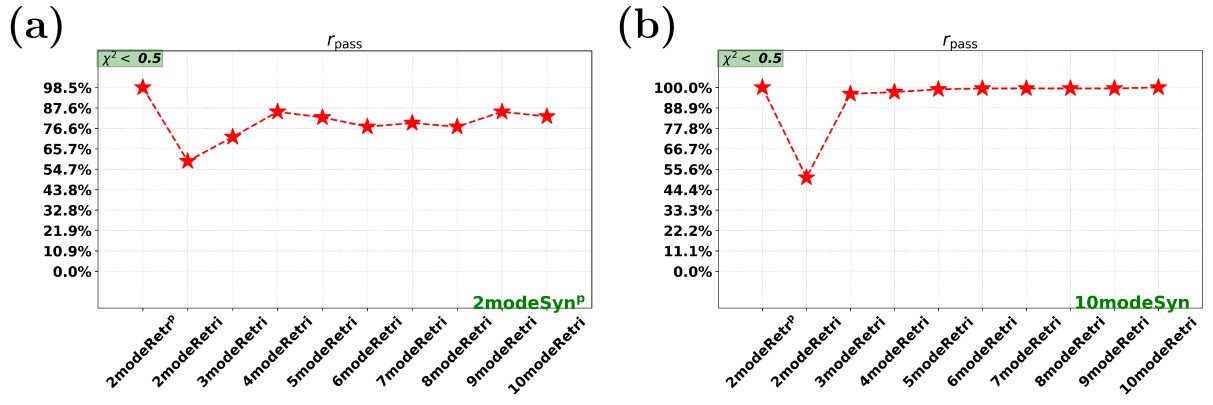 (a)
r_pass
χ² < 0.5
98.5%
87.6%
76.6%
65.7%
54.7%
43.8%
32.8%
21.9%
10.9%
0.0%
2modeSynᵖ
2modeRetrᵖ
2modeRetri
3modeRetri
4modeRetri
5modeRetri
6modeRetri
7modeRetri
8modeRetri
9modeRetri
10modeRetri
(b)
r_pass
χ² < 0.5
100.0%
88.9%
77.8%
66.7%
55.6%
44.4%
33.3%
22.2%
11.1%
0.0%
10modeSyn
2modeRetrᵖ
2modeRetri
3modeRetri
4modeRetri
5modeRetri
6modeRetri
7modeRetri
8modeRetri
9modeRetri
10modeRetri